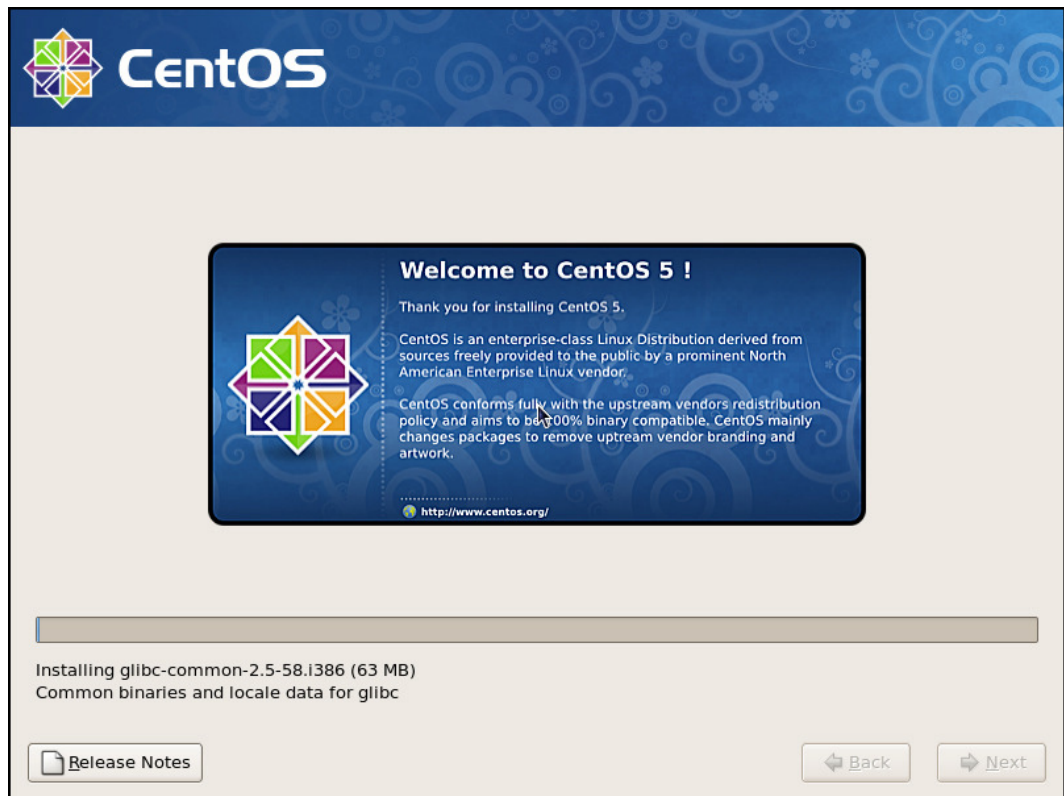 CentOS
Welcome to CentOS 5 !
Thank you for installing CentOS 5.
CentOS is an enterprise-class Linux Distribution derived from
sources freely provided to the public by a prominent North
American Enterprise Linux vendor.
CentOS conforms fully with the upstream vendors redistribution
policy and aims to be 100% binary compatible. CentOS mainly
changes packages to remove uptream vendor branding and
artwork.
http://www.centos.org/
Installing glibc-common-2.5-58.i386 (63 MB)
Common binaries and locale data for glibc
Release Notes
Back
Next